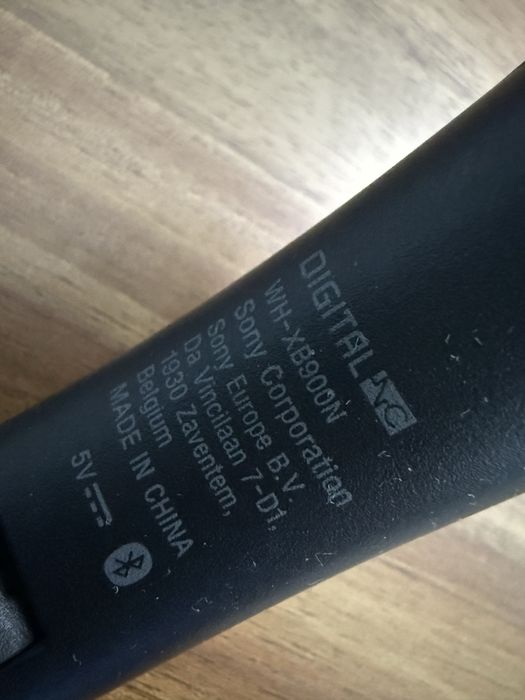 DIGITAL NC
WH-XB900N
Sony Corporation
Sony Europe B.V.
Da Vincilaan 7-D1,
1930 Zaventem,
Belgium
MADE IN CHINA
5V